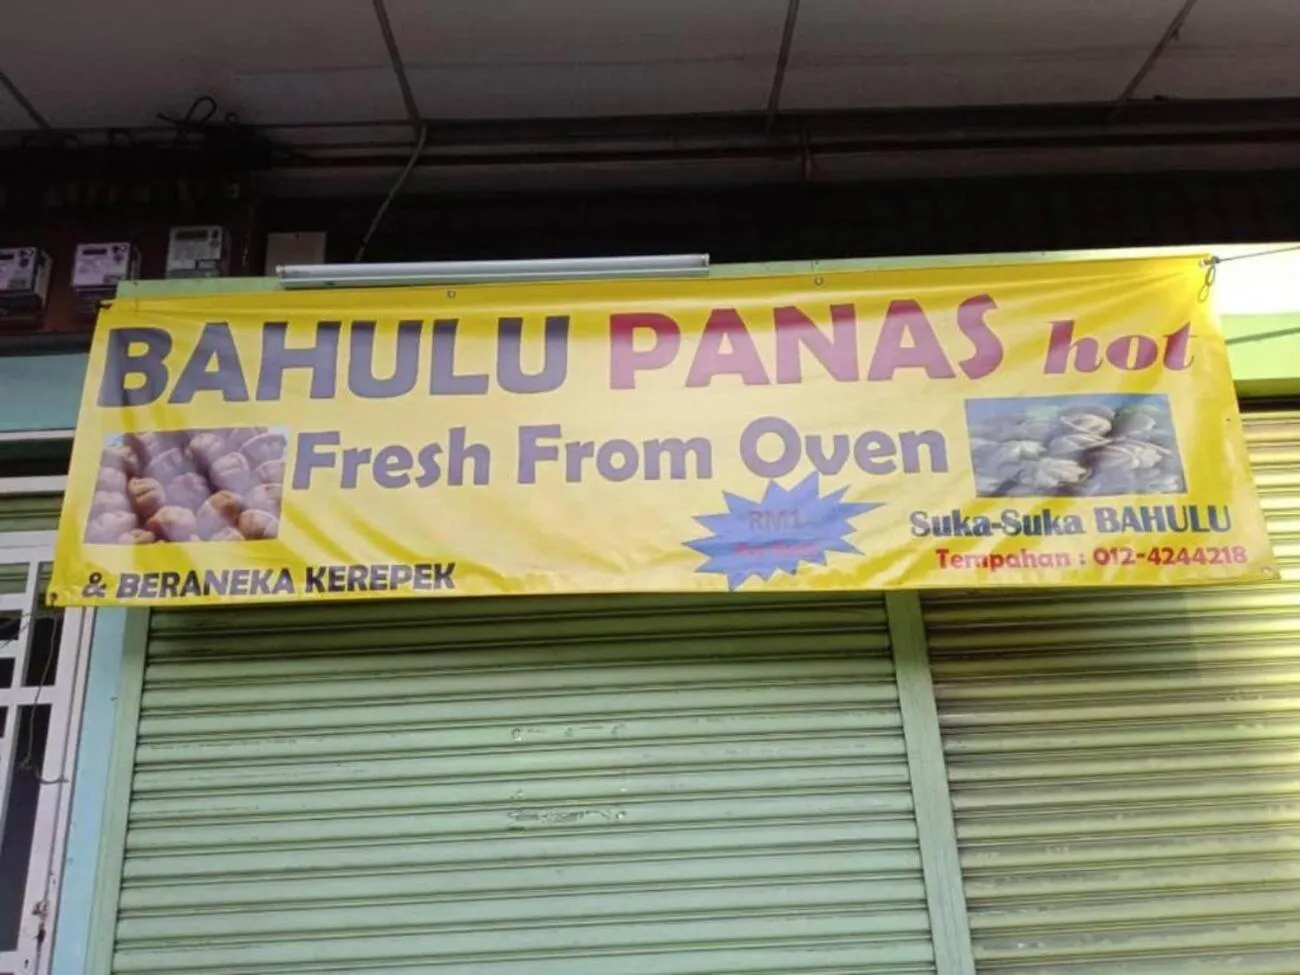 BAHULU PANAS hot
Fresh From Oven
RM1
Suka-Suka BAHULU
Tempahan : 012-4244218
& BERANEKA KEREPEK